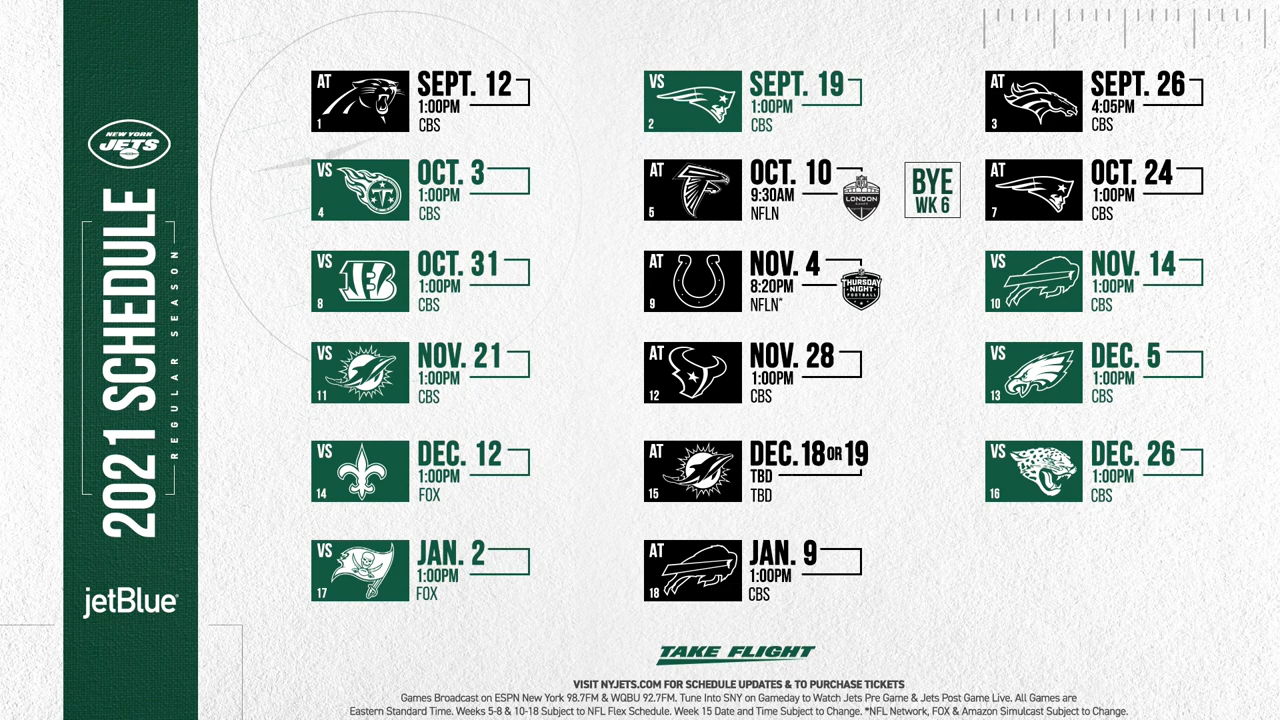 NEW YORK
JETS
2021 SCHEDULE
REGULAR SEASON
jetBlue
AT
1
SEPT. 12
1:00PM
CBS
VS
2
SEPT. 19
1:00PM
CBS
AT
3
SEPT. 26
4:05PM
CBS
VS
4
OCT. 3
1:00PM
CBS
AT
5
OCT. 10
9:30AM
NFLN
NFL
LONDON
GAMES
BYE
WK 6
AT
7
OCT. 24
1:00PM
CBS
VS
8
OCT. 31
1:00PM
CBS
AT
9
NOV. 4
8:20PM
NFLN*
THURSDAY
NIGHT
FOOTBALL
VS
10
NOV. 14
1:00PM
CBS
VS
11
NOV. 21
1:00PM
CBS
AT
12
NOV. 28
1:00PM
CBS
VS
13
DEC. 5
1:00PM
CBS
VS
14
DEC. 12
1:00PM
FOX
AT
15
DEC. 18 OR 19
TBD
TBD
VS
16
DEC. 26
1:00PM
CBS
VS
17
JAN. 2
1:00PM
FOX
AT
18
JAN. 9
1:00PM
CBS
TAKE FLIGHT
VISIT NYJETS.COM FOR SCHEDULE UPDATES & TO PURCHASE TICKETS
Games Broadcast on ESPN New York 98.7FM & WQBU 92.7FM. Tune Into SNY on Gameday to Watch Jets Pre Game & Jets Post Game Live. All Games are
Eastern Standard Time. Weeks 5-8 & 10-18 Subject to NFL Flex Schedule. Week 15 Date and Time Subject to Change. *NFL Network, FOX & Amazon Simulcast Subject to Change.